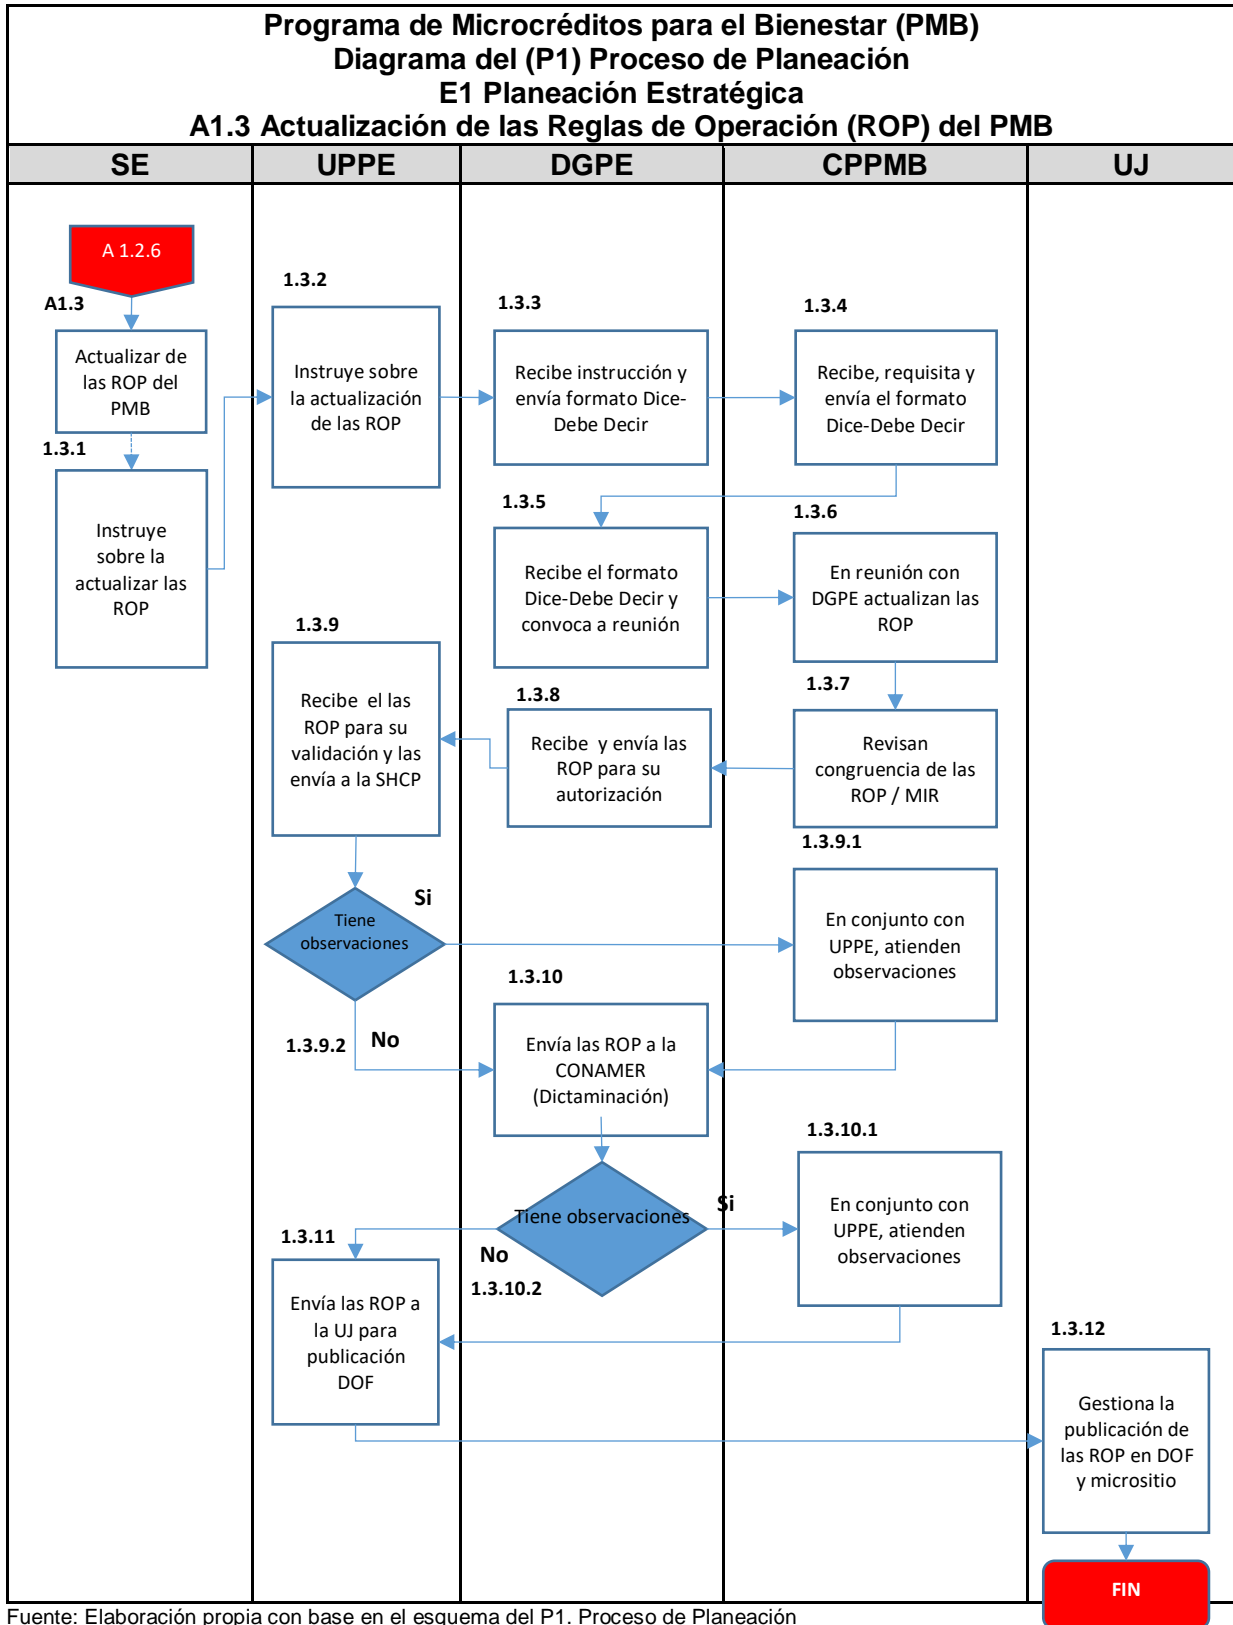 Programa de Microcréditos para el Bienestar (PMB)
Diagrama del (P1) Proceso de Planeación
E1 Planeación Estratégica
A1.3 Actualización de las Reglas de Operación (ROP) del PMB
SE
UPPE
DGPE
CPPMB
UJ
A 1.2.6
A1.3
Actualizar de
las ROP del
PMB
1.3.1
Instruye
sobre la
actualizar las
ROP
1.3.2
Instruye sobre
la actualización
de las ROP
1.3.3
Recibe instrucción y
envía formato Dice-
Debe Decir
1.3.4
Recibe, requisita y
envía el formato
Dice-Debe Decir
1.3.5
Recibe el formato
Dice-Debe Decir y
convoca a reunión
1.3.6
En reunión con
DGPE actualizan las
ROP
1.3.7
Revisan
congruencia de las
ROP / MIR
1.3.8
Recibe y envía las
ROP para su
autorización
1.3.9
Recibe el las
ROP para su
validación y las
envía a la SHCP
Tiene
observaciones
Si
1.3.9.1
En conjunto con
UPPE, atienden
observaciones
No
1.3.9.2
1.3.10
Envía las ROP a la
CONAMER
(Dictaminación)
Tiene observaciones
Si
1.3.10.1
En conjunto con
UPPE, atienden
observaciones
No
1.3.10.2
1.3.11
Envía las ROP a
la UJ para
publicación
DOF
1.3.12
Gestiona la
publicación de
las ROP en DOF
y micrositio
FIN
Fuente: Elaboración propia con base en el esquema del P1. Proceso de Planeación